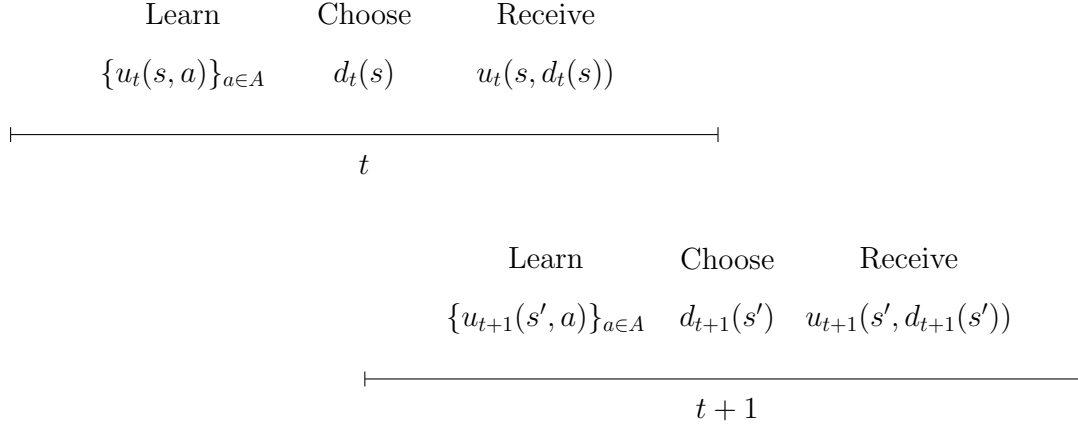 Learn Choose Receive
{u_t(s, a)}_{a∈A} d_t(s) u_t(s, d_t(s))
t
Learn Choose Receive
{u_{t+1}(s′, a)}_{a∈A} d_{t+1}(s′) u_{t+1}(s′, d_{t+1}(s′))
t + 1